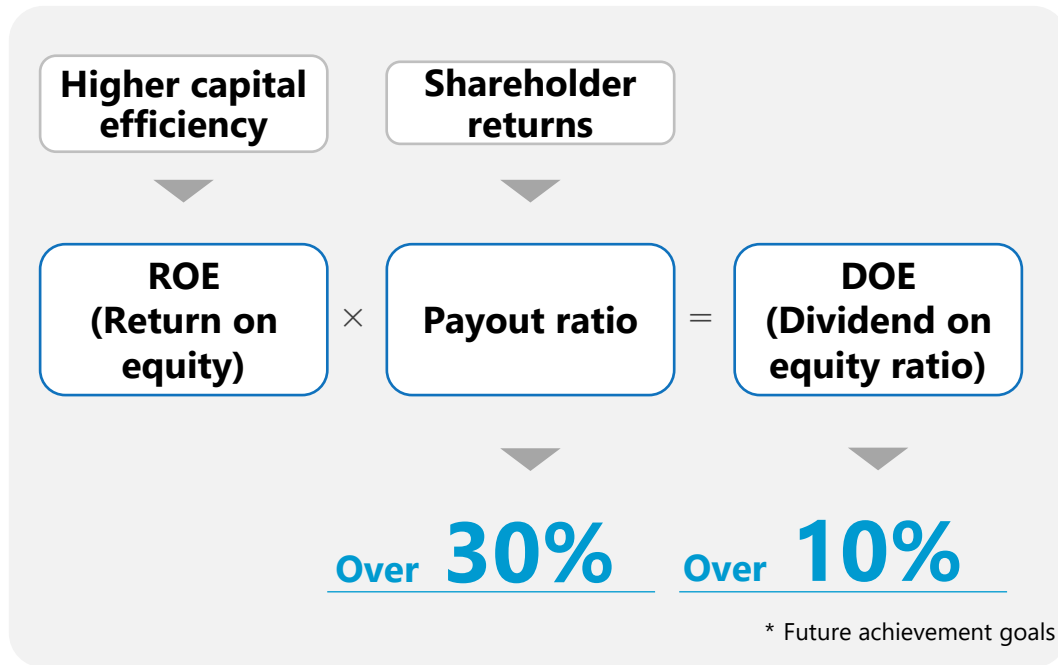 Higher capital
efficiency
Shareholder
returns
ROE
(Return on
equity)
×
Payout ratio
=
DOE
(Dividend on
equity ratio)
Over 30%
Over 10%
* Future achievement goals